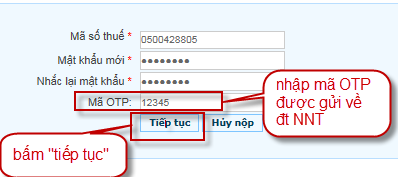 Mã số thuế * 0500428805
Mật khẩu mới * ●●●●●●●●
Nhắc lại mật khẩu * ●●●●●●●●
Mã OTP: 12345
Tiếp tục Hủy nộp
nhập mã OTP
được gửi về
đt NNT
bấm "tiếp tục"